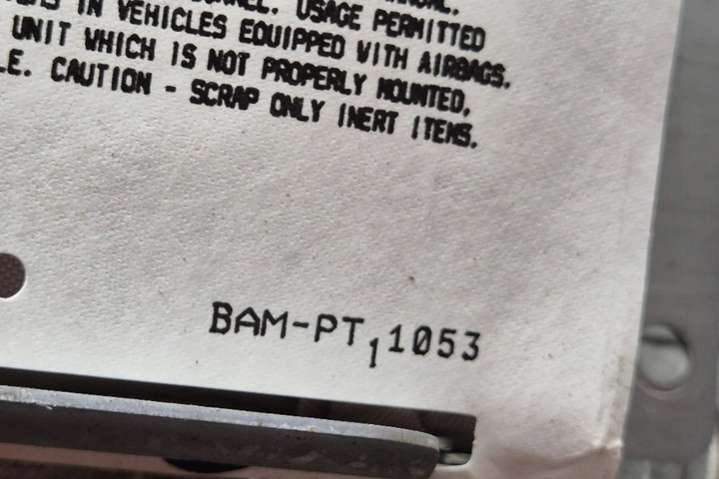 USAGE PERMITTED
IN VEHICLES EQUIPPED WITH AIRBAGS.
UNIT WHICH IS NOT PROPERLY MOUNTED,
CAUTION - SCRAP ONLY INERT ITEMS.
BAM-PT11053